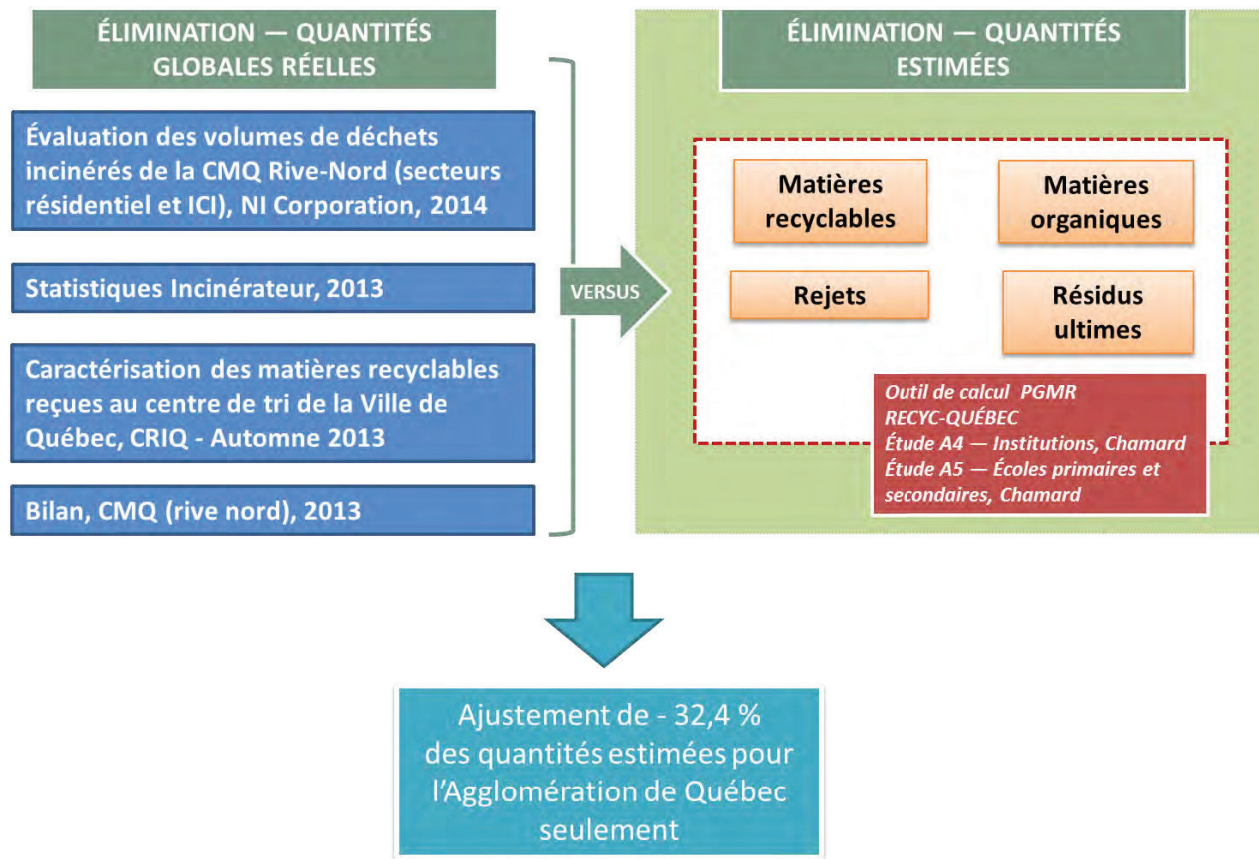 ÉLIMINATION — QUANTITÉS
GLOBALES RÉELLES
Évaluation des volumes de déchets
incinérés de la CMQ Rive-Nord (secteurs
résidentiel et ICI), NI Corporation, 2014
Statistiques Incinérateur, 2013
Caractérisation des matières recyclables
reçues au centre de tri de la Ville de
Québec, CRIQ - Automne 2013
Bilan, CMQ (rive nord), 2013
VERSUS
ÉLIMINATION — QUANTITÉS
ESTIMÉES
Matières
recyclables
Matières
organiques
Rejets
Résidus
ultimes
Outil de calcul PGMR
RECYC-QUÉBEC
Étude A4 — Institutions, Chamard
Étude A5 — Écoles primaires et
secondaires, Chamard
Ajustement de - 32,4 %
des quantités estimées pour
l'Agglomération de Québec
seulement